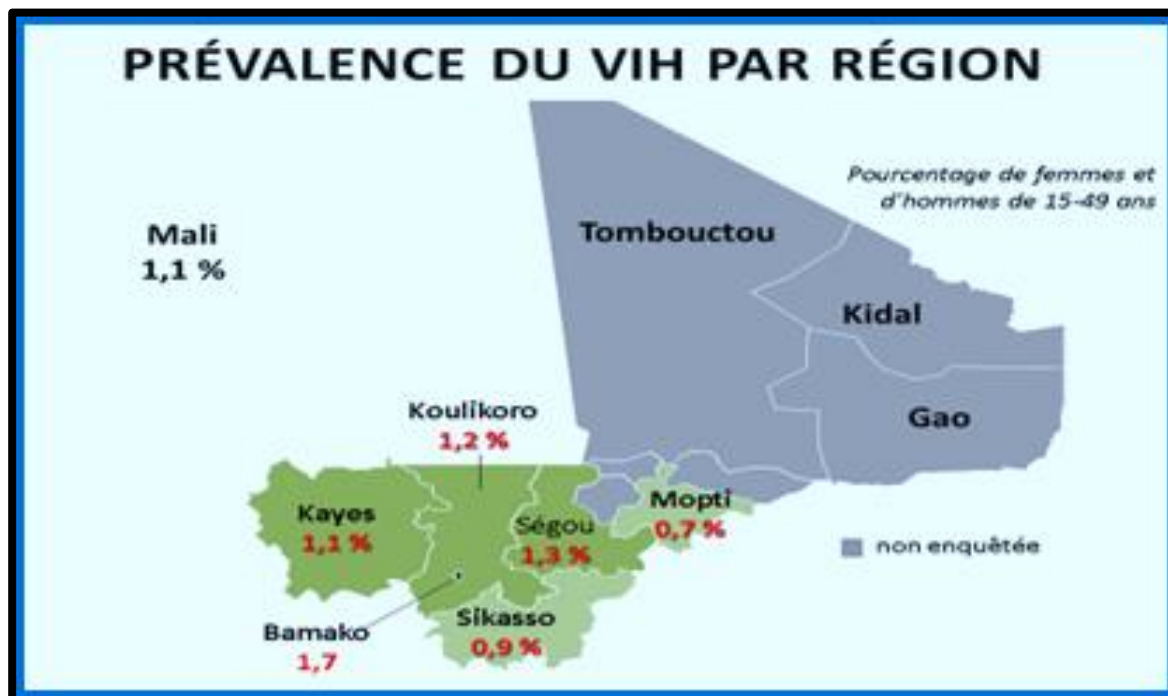 PRÉVALENCE DU VIH PAR RÉGION
Pourcentage de femmes et
d'hommes de 15-49 ans
Mali
1,1 %
Tombouctou
Kidal
Gao
Koulikoro
1,2 %
Kayes
1,1 %
Ségou
1,3 %
Mopti
0,7 %
non enquêtée
Bamako
1,7
Sikasso
0,9 %